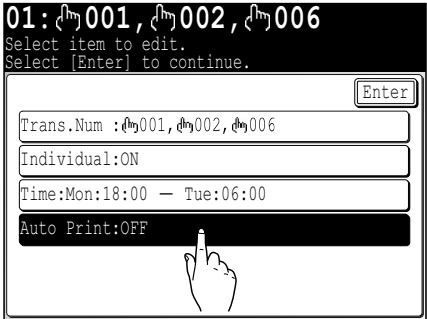 01:001,002,006
Select item to edit.
Select [Enter] to continue.
Enter
Trans.Num :001,002,006
Individual:ON
Time:Mon:18:00 — Tue:06:00
Auto Print:OFF